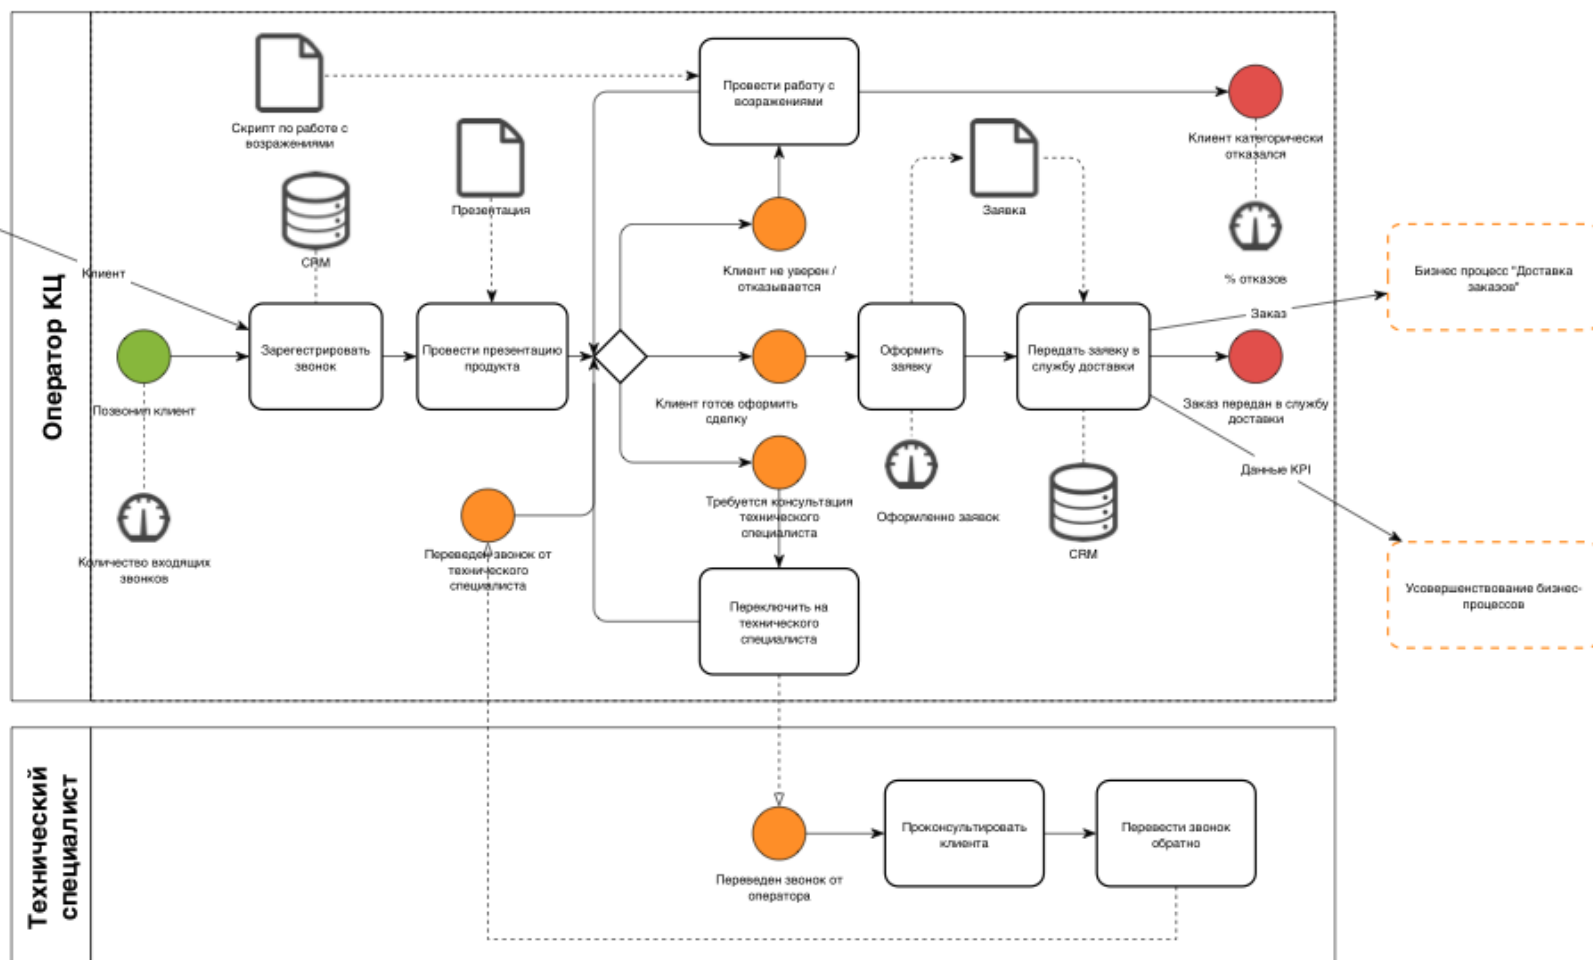 Оператор КЦ
Скрипт по работе с
возражениями
Провести работу с
возражениями
Клиент категорически
отказался
Презентация
Заявка
CRM
Клиент
Клиент не уверен /
отказывается
% отказов
Бизнес процесс "Доставка
заказов"
Заказ
Зарегестрировать
звонок
Провести презентацию
продукта
Оформить
заявку
Передать заявку в
службу доставки
Позвонил клиент
Клиент готов оформить
сделку
Заказ передан в службу
доставки
Данные KPI
Требуется консультация
технического
специалиста
Оформленно заявок
CRM
Количество входящих
звонков
Переведен звонок от
технического
специалиста
Усовершенствование бизнес-
процессов
Переключить на
технического
специалиста
Технический
специалист
Проконсультировать
клиента
Перевести звонок
обратно
Переведен звонок от
оператора